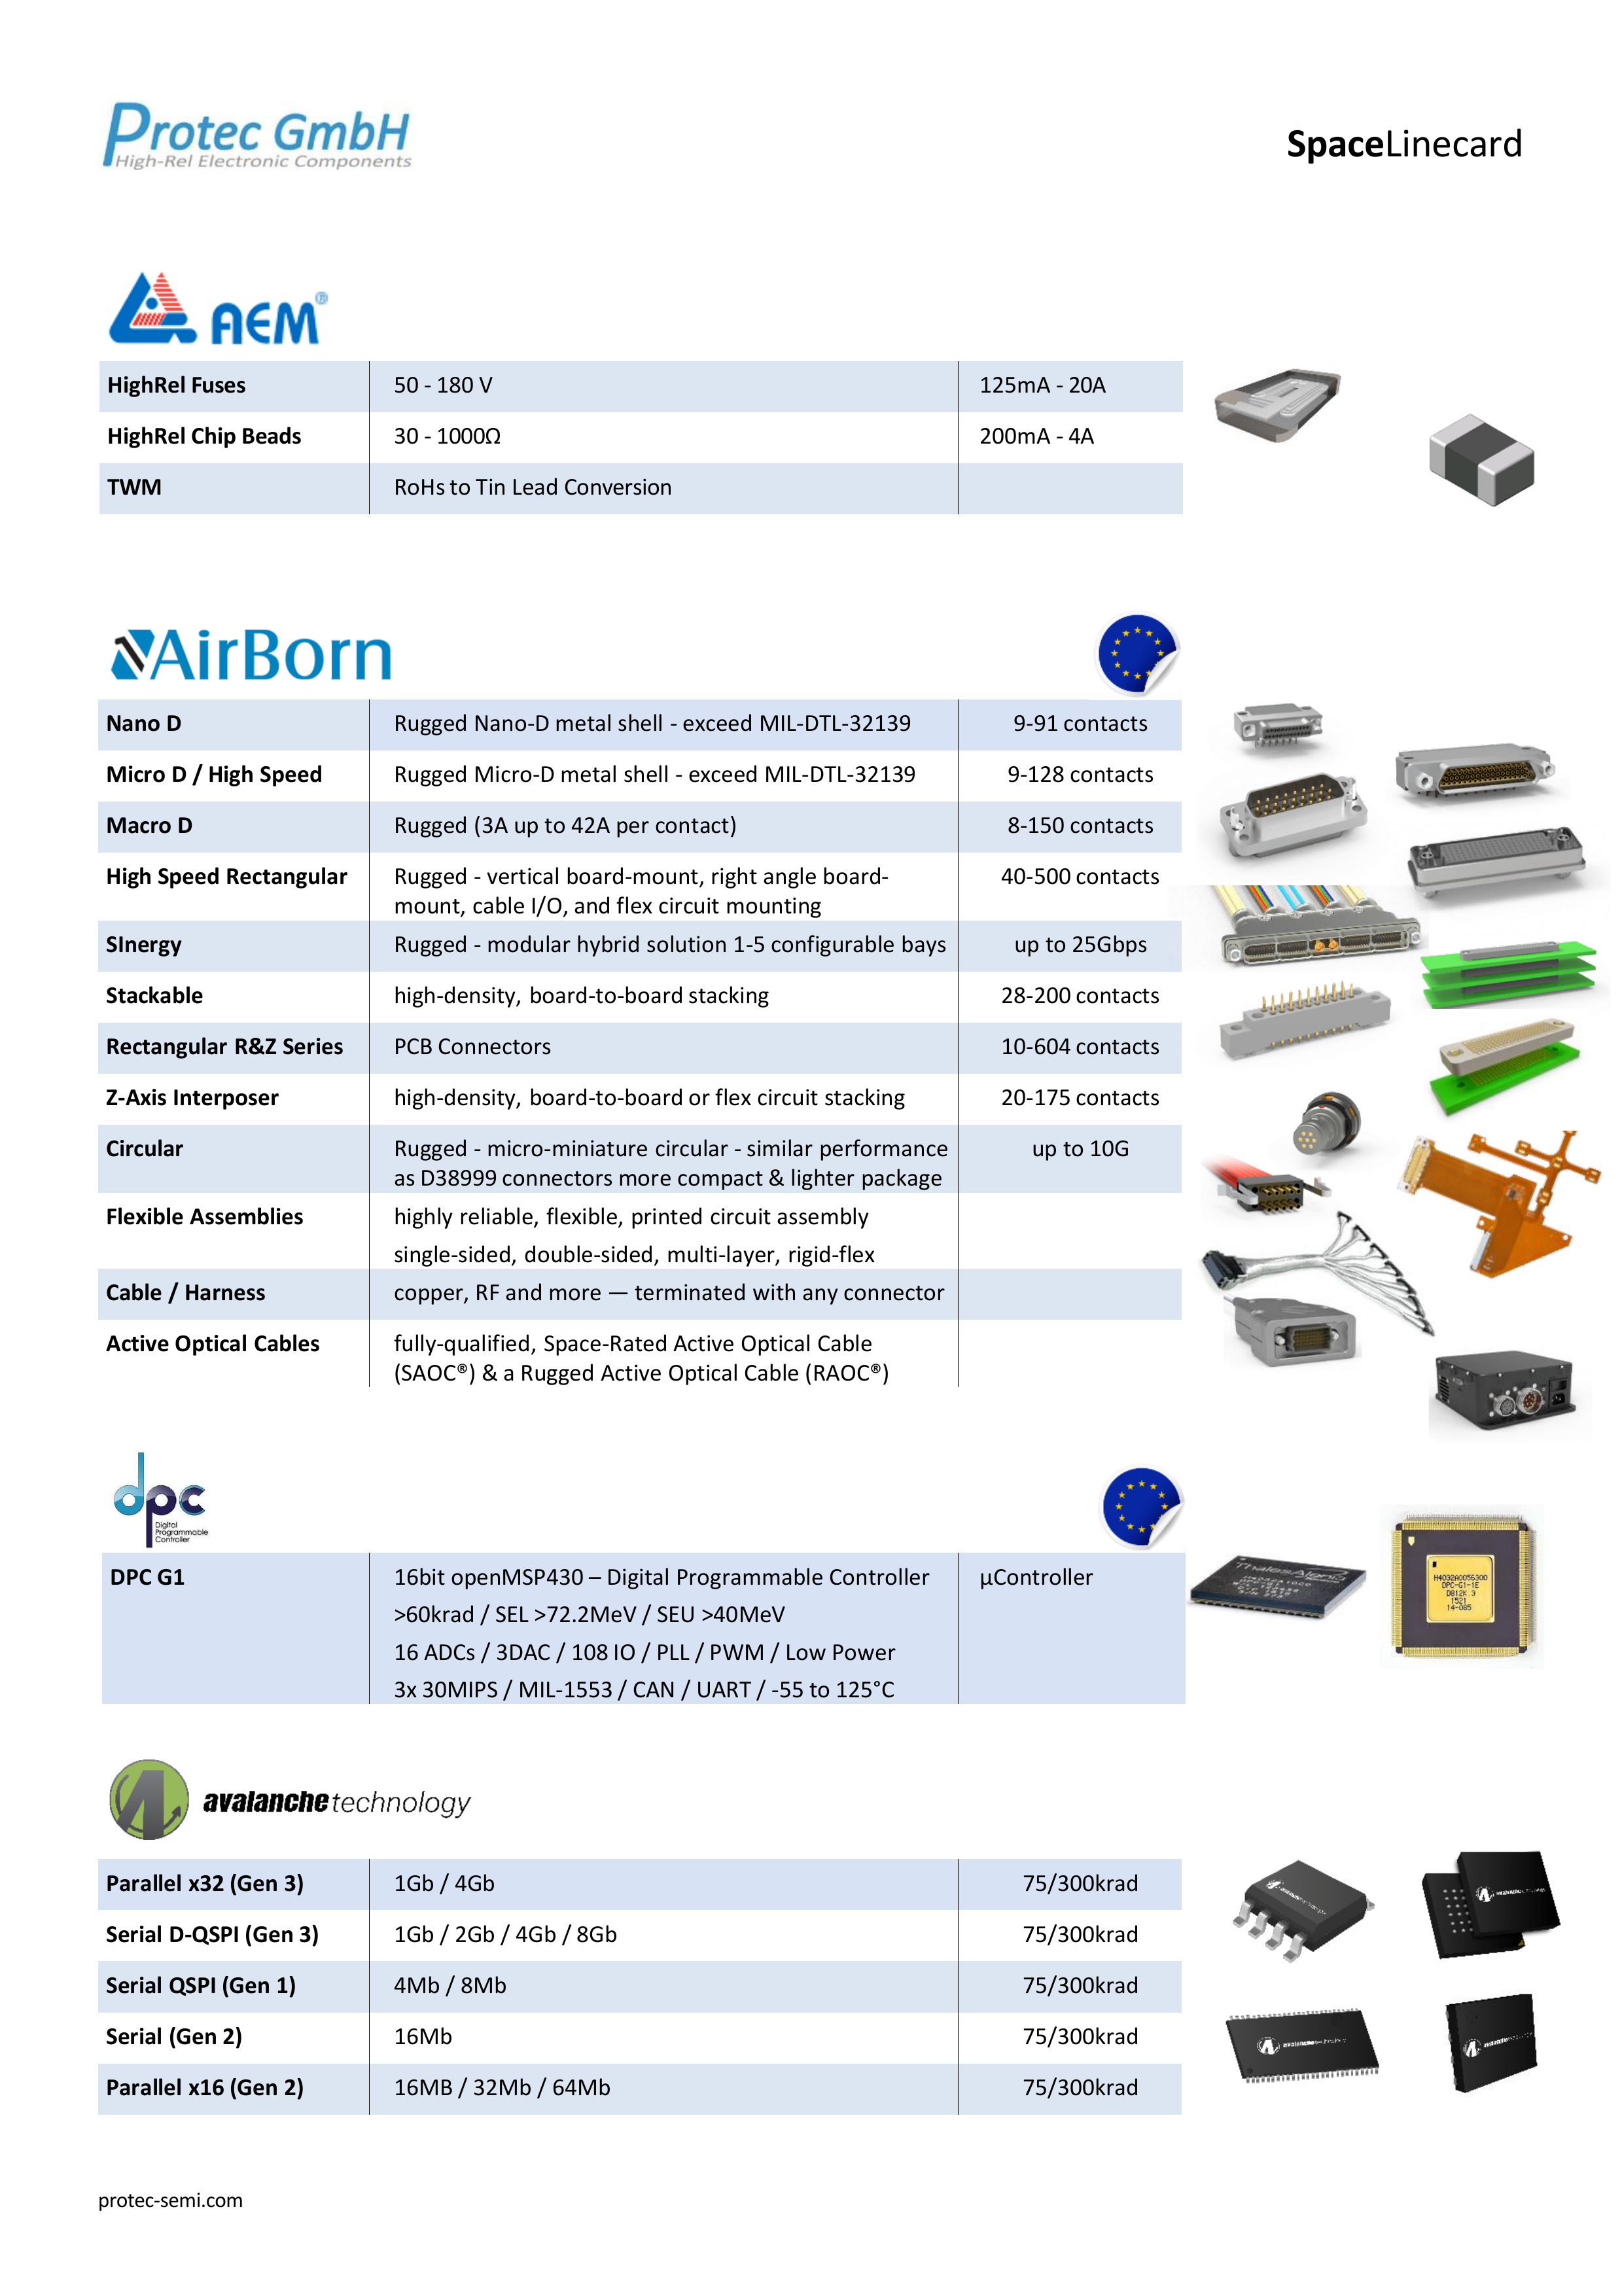 Protec GmbH
High-Rel Electronic Components
SpaceLinecard
AEM®
HighRel Fuses 50 - 180 V 125mA - 20A
HighRel Chip Beads 30 - 1000Ω 200mA - 4A
TWM RoHs to Tin Lead Conversion
AirBorn
Nano D Rugged Nano-D metal shell - exceed MIL-DTL-32139 9-91 contacts
Micro D / High Speed Rugged Micro-D metal shell - exceed MIL-DTL-32139 9-128 contacts
Macro D Rugged (3A up to 42A per contact) 8-150 contacts
High Speed Rectangular Rugged - vertical board-mount, right angle board- 40-500 contacts
mount, cable I/O, and flex circuit mounting
SInergy Rugged - modular hybrid solution 1-5 configurable bays up to 25Gbps
Stackable high-density, board-to-board stacking 28-200 contacts
Rectangular R&Z Series PCB Connectors 10-604 contacts
Z-Axis Interposer high-density, board-to-board or flex circuit stacking 20-175 contacts
Circular Rugged - micro-miniature circular - similar performance up to 10G
as D38999 connectors more compact & lighter package
Flexible Assemblies highly reliable, flexible, printed circuit assembly
single-sided, double-sided, multi-layer, rigid-flex
Cable / Harness copper, RF and more — terminated with any connector
Active Optical Cables fully-qualified, Space-Rated Active Optical Cable
(SAOC®) & a Rugged Active Optical Cable (RAOC®)
dpc
Digital
Programmable
Controller
DPC G1 16bit openMSP430 – Digital Programmable Controller µController
>60krad / SEL >72.2MeV / SEU >40MeV
16 ADCs / 3DAC / 108 IO / PLL / PWM / Low Power
3x 30MIPS / MIL-1553 / CAN / UART / -55 to 125°C
ThalesAlenia
H4032A005630D
DPC-G1-1E
D812K.3
1521
14-085
avalanche technology
Parallel x32 (Gen 3) 1Gb / 4Gb 75/300krad
Serial D-QSPI (Gen 3) 1Gb / 2Gb / 4Gb / 8Gb 75/300krad
Serial QSPI (Gen 1) 4Mb / 8Mb 75/300krad
Serial (Gen 2) 16Mb 75/300krad
Parallel x16 (Gen 2) 16MB / 32Mb / 64Mb 75/300krad
protec-semi.com